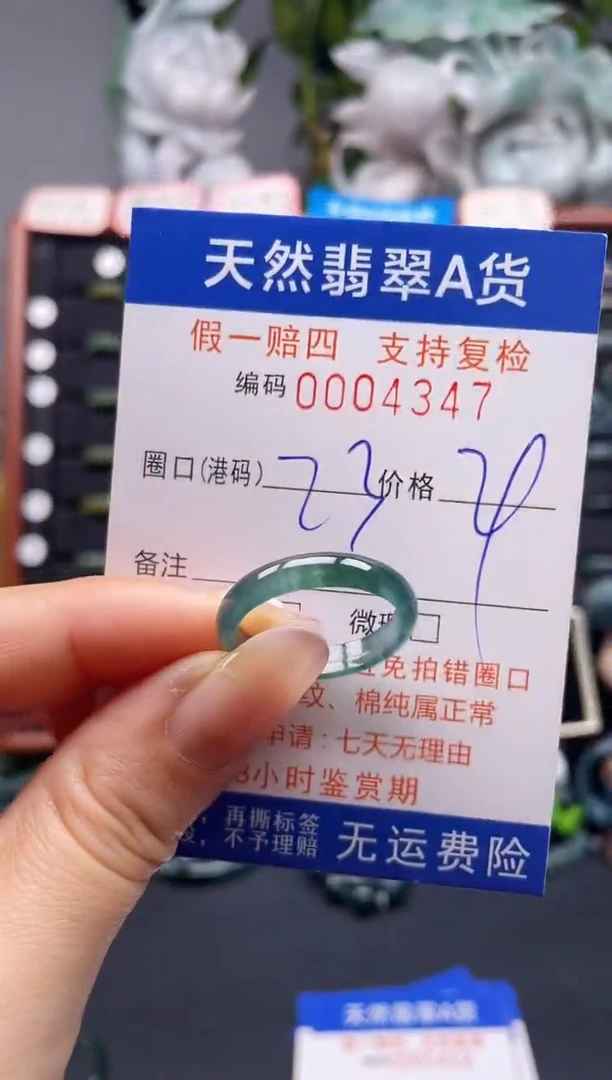 天然翡翠A货
假一赔四 支持复检
编码 0004347
圈口(港码) 23 价格
备注
微
免拍错圈口
纹、棉纯属正常
申请:七天无理由
8小时鉴赏期
再撕标签
不予理赔 无运费险
天然翡翠A货